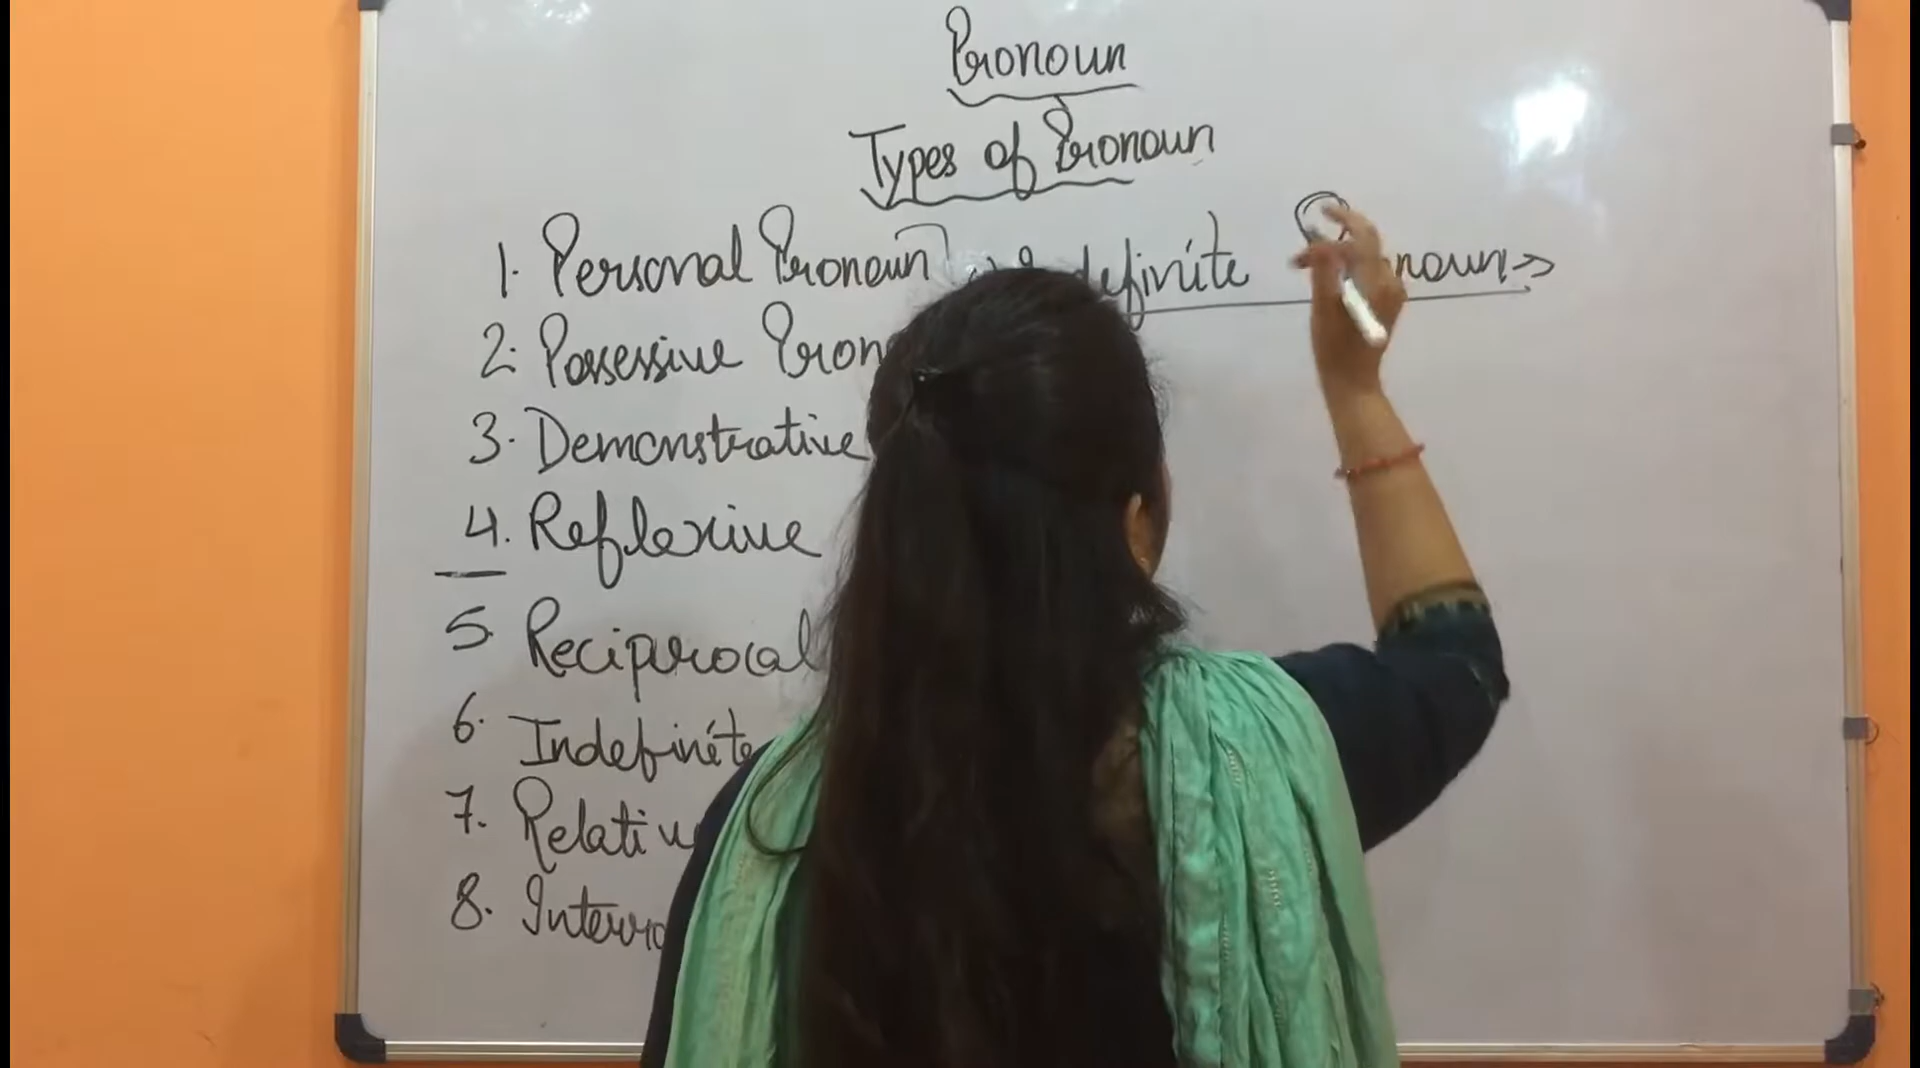 Pronoun
Types of Pronoun
1. Personal Pronoun
2. Possessive Pron
3. Demonstrative
4. Reflexive
5. Reciprocal
6. Indefinite
7. Relativ
8. Interro
definite noun →